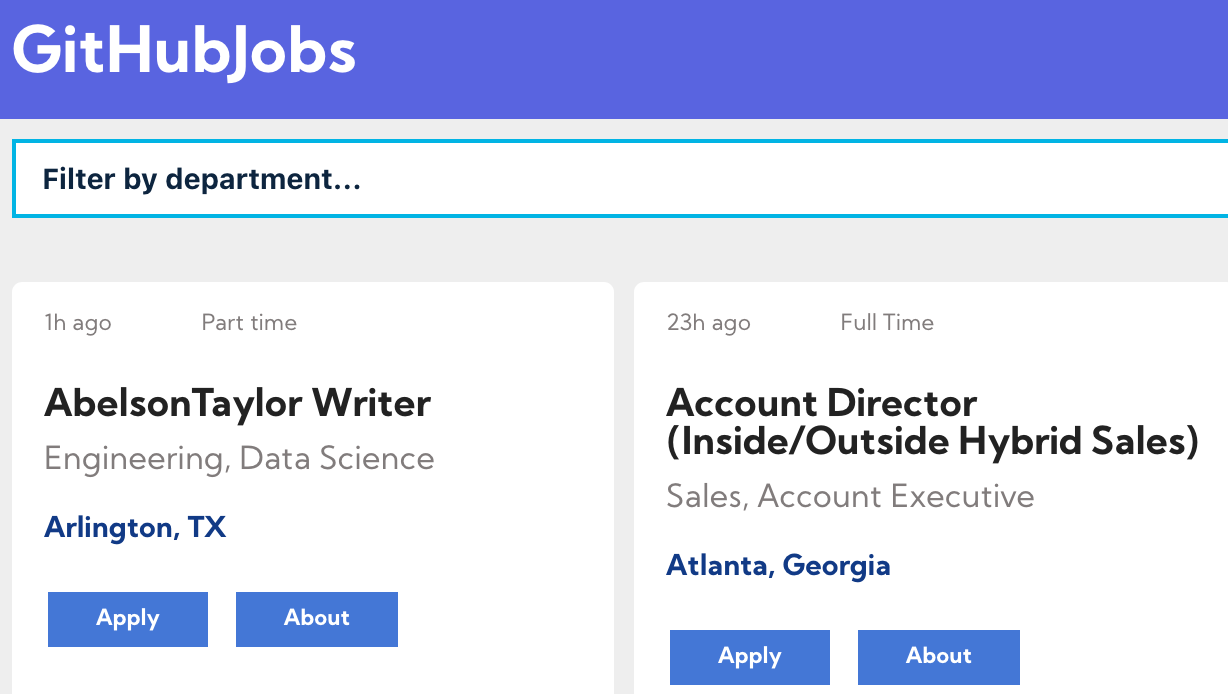 GitHubJobs
Filter by department...
1h ago Part time
AbelsonTaylor Writer
Engineering, Data Science
Arlington, TX
Apply About
23h ago Full Time
Account Director
(Inside/Outside Hybrid Sales)
Sales, Account Executive
Atlanta, Georgia
Apply About